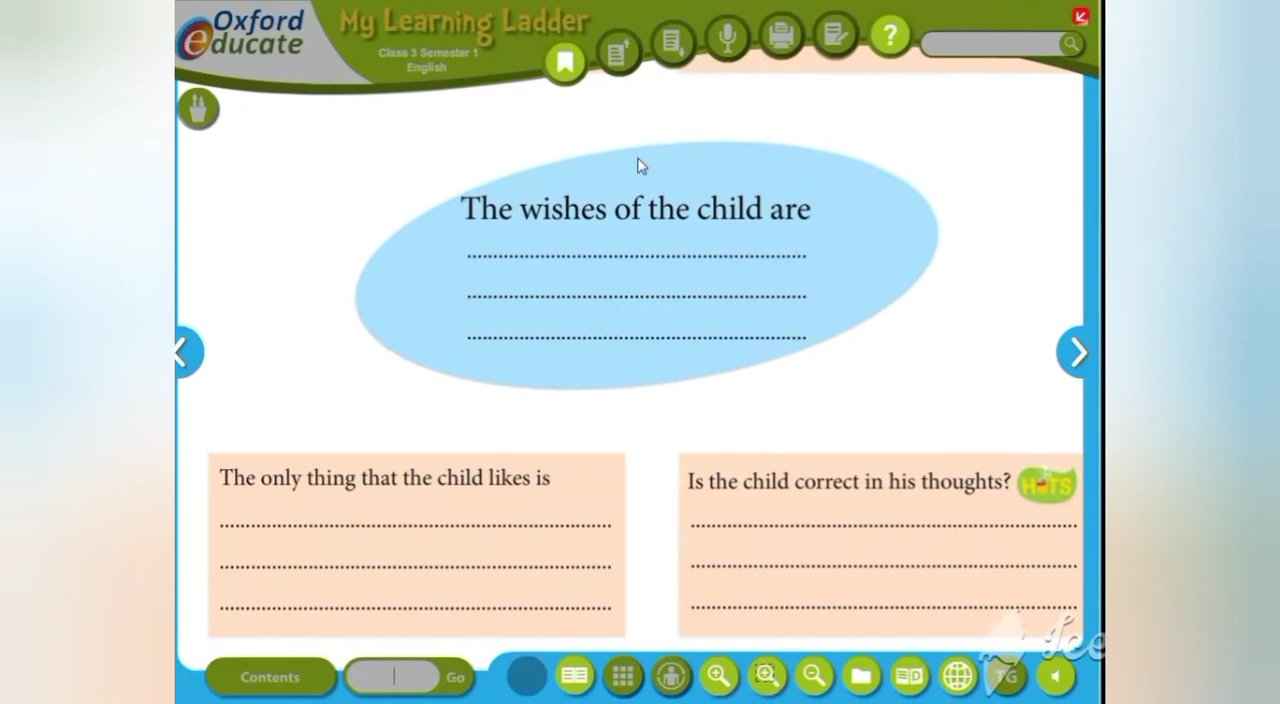 Oxford
educate
My Learning Ladder
Class 3 Semester 1
English
?
The wishes of the child are
The only thing that the child likes is
Is the child correct in his thoughts?
HOTS
Contents
Go
D
TG